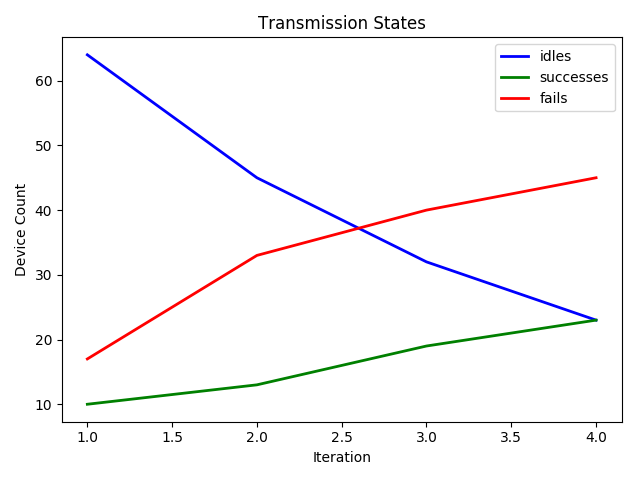 Transmission States
idles
successes
fails
Device Count
60
50
40
30
20
10
1.0 1.5 2.0 2.5 3.0 3.5 4.0
Iteration